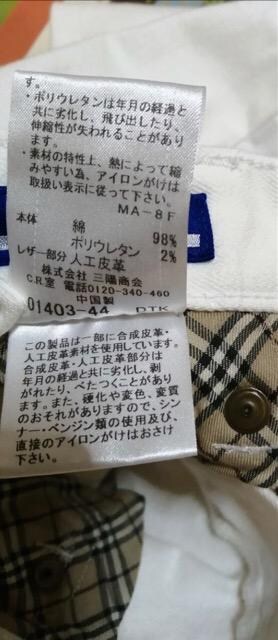 す。
・ポリウレタンは年月の経過と
共に劣化し、飛び出したり、
伸縮性が失われることがあり
ます。
・素材の特性上、熱によって縮
みやすい為、アイロンがけは
取扱い表示に従って下さい。
MA-8F
本体 綿 98%
ポリウレタン 2%
レザー部分 人工皮革
株式会社 三陽商会
C.R.室 電話0120-340-460
中国製
01403-44 DTK
この製品は一部に合成皮革・
人工皮革素材を使用しています。
合成皮革・人工皮革部分は
年月の経過と共に劣化し、剥
がれたり、べたつくことがあり
ます。また、硬化や変色、変質
のおそれがありますので、シン
ナー・ベンジン類の使用及び、
直接のアイロンがけはおさけ
下さい。